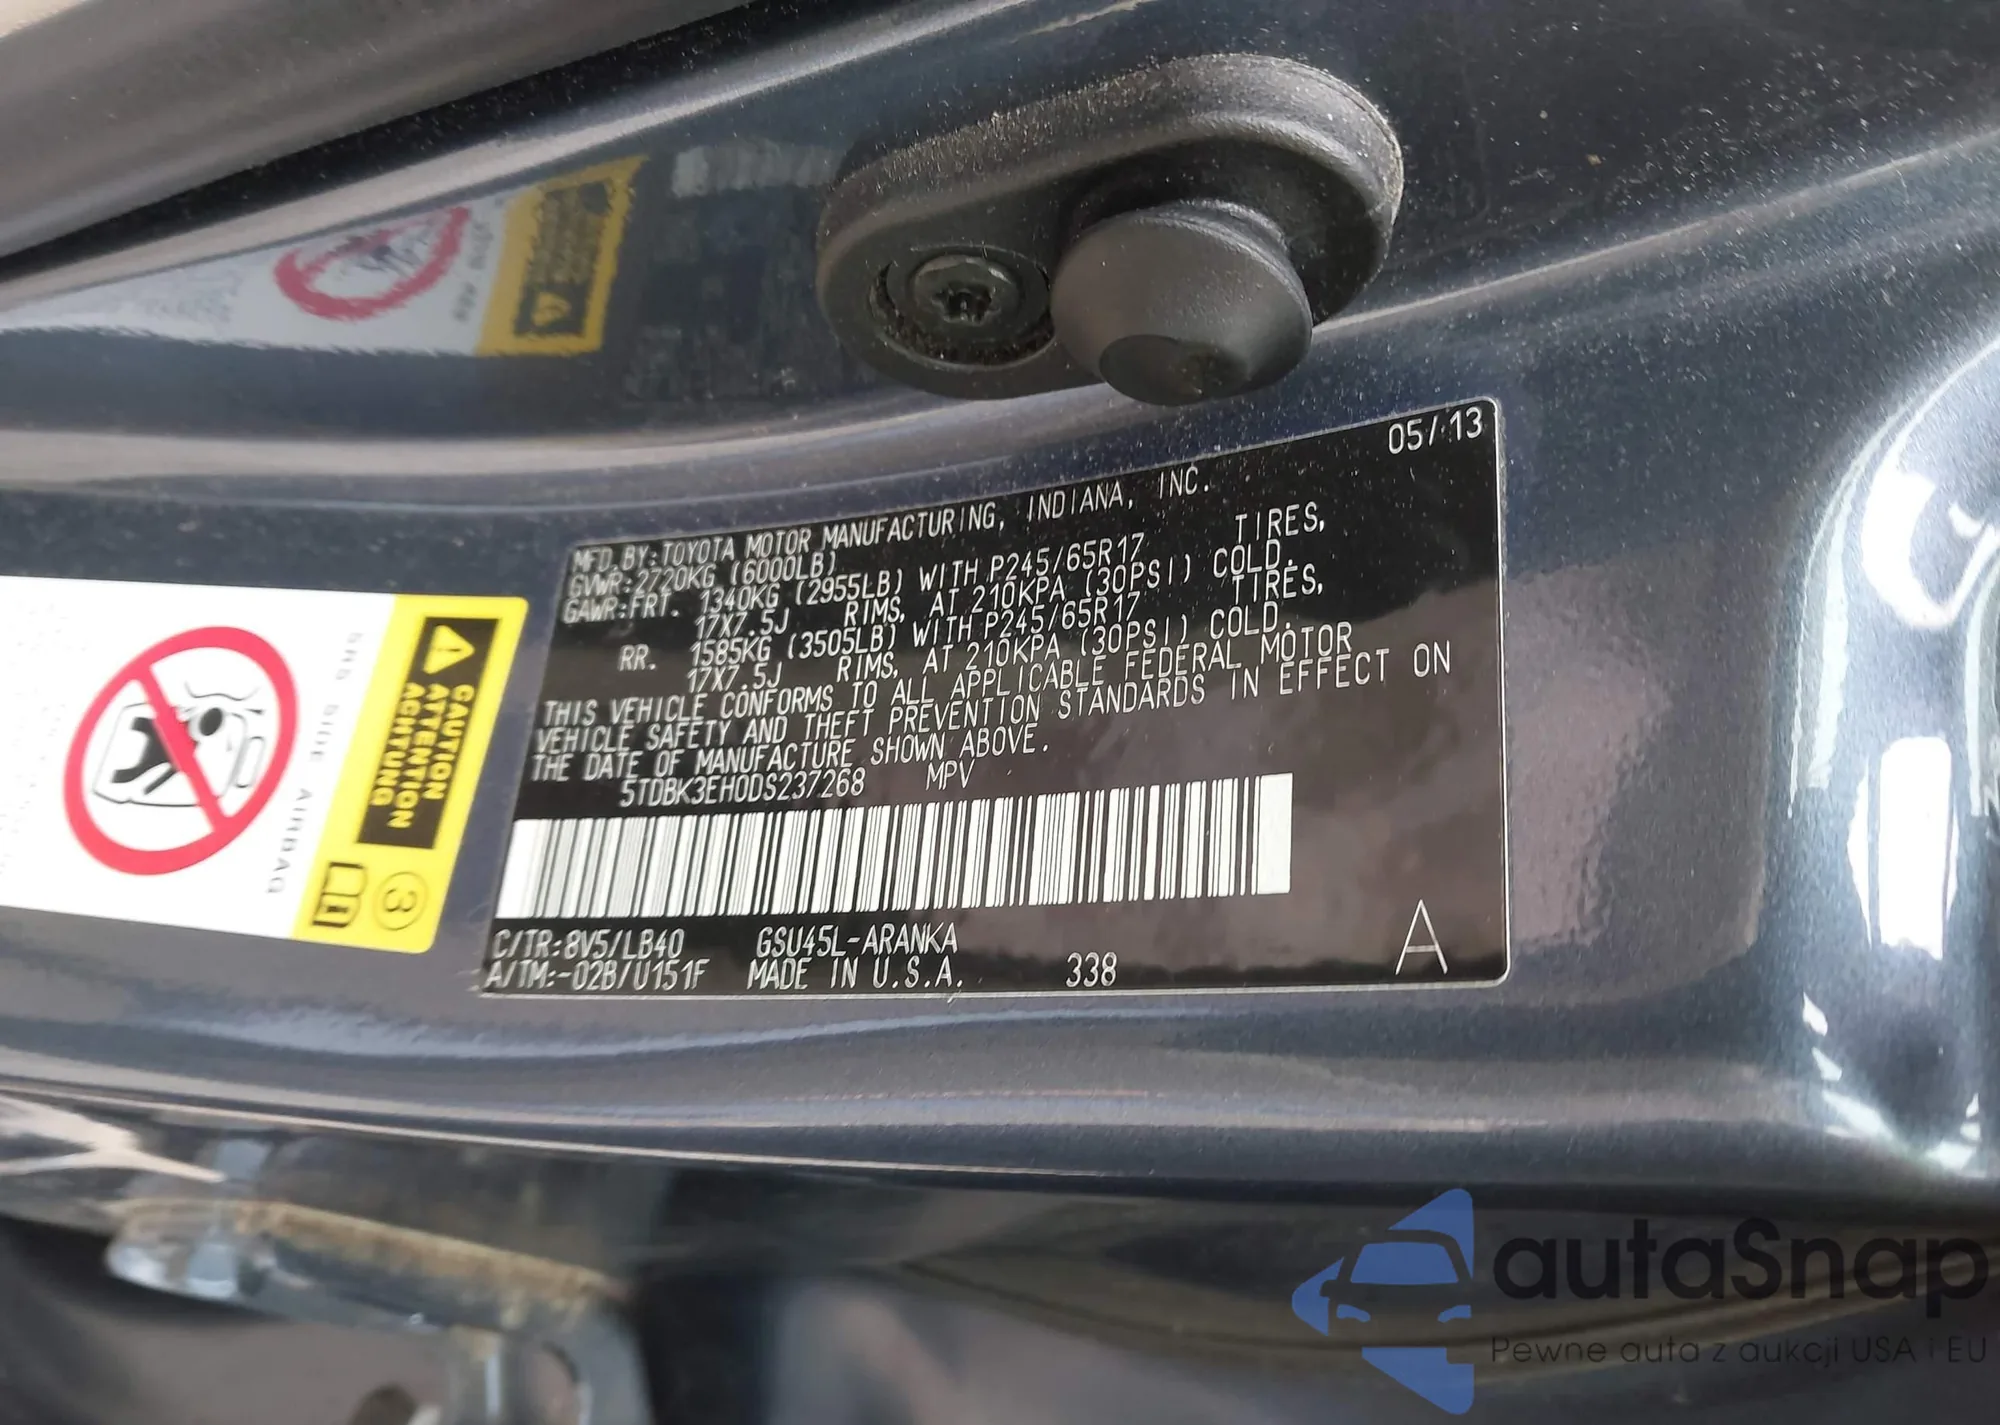 05/13
MFD.BY:TOYOTA MOTOR MANUFACTURING, INDIANA, INC.
GVWR:2720KG (6000LB)
GAWR:FRT. 1340KG (2955LB) WITH P245/65R17 TIRES,
17X7.5J RIMS, AT 210KPA (30PSI) COLD.
RR. 1585KG (3505LB) WITH P245/65R17 TIRES,
17X7.5J RIMS, AT 210KPA (30PSI) COLD.
THIS VEHICLE CONFORMS TO ALL APPLICABLE FEDERAL MOTOR
VEHICLE SAFETY AND THEFT PREVENTION STANDARDS IN EFFECT ON
THE DATE OF MANUFACTURE SHOWN ABOVE.
5TDBK3EH0DS237268 MPV
C/TR:8V5/LB40 GSU45L-ARANKA
A/TM:-02B/U151F MADE IN U.S.A. 338
A
CAUTION
ATTENTION
ACHTUNG
3
SRS SIDE AIRBAG
autaSnap
Pewne auta z aukcji USA i EU